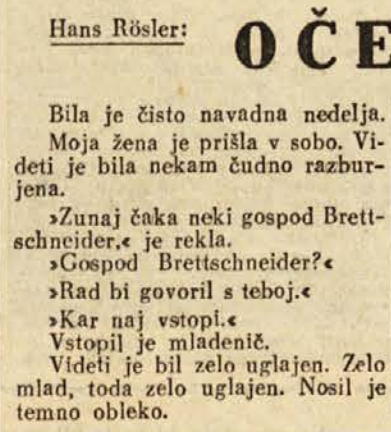 Hans Rösler:
OČE
Bila je čisto navadna nedelja.
Moja žena je prišla v sobo. Vi-
deti je bila nekam čudno razbur-
jena.
»Zunaj čaka neki gospod Brett-
schneider,« je rekla.
»Gospod Brettschneider?«
»Rad bi govoril s teboj.«
»Kar naj vstopi.«
Vstopil je mladenič.
Videti je bil zelo uglajen. Zelo
mlad, toda zelo uglajen. Nosil je
temno obleko.